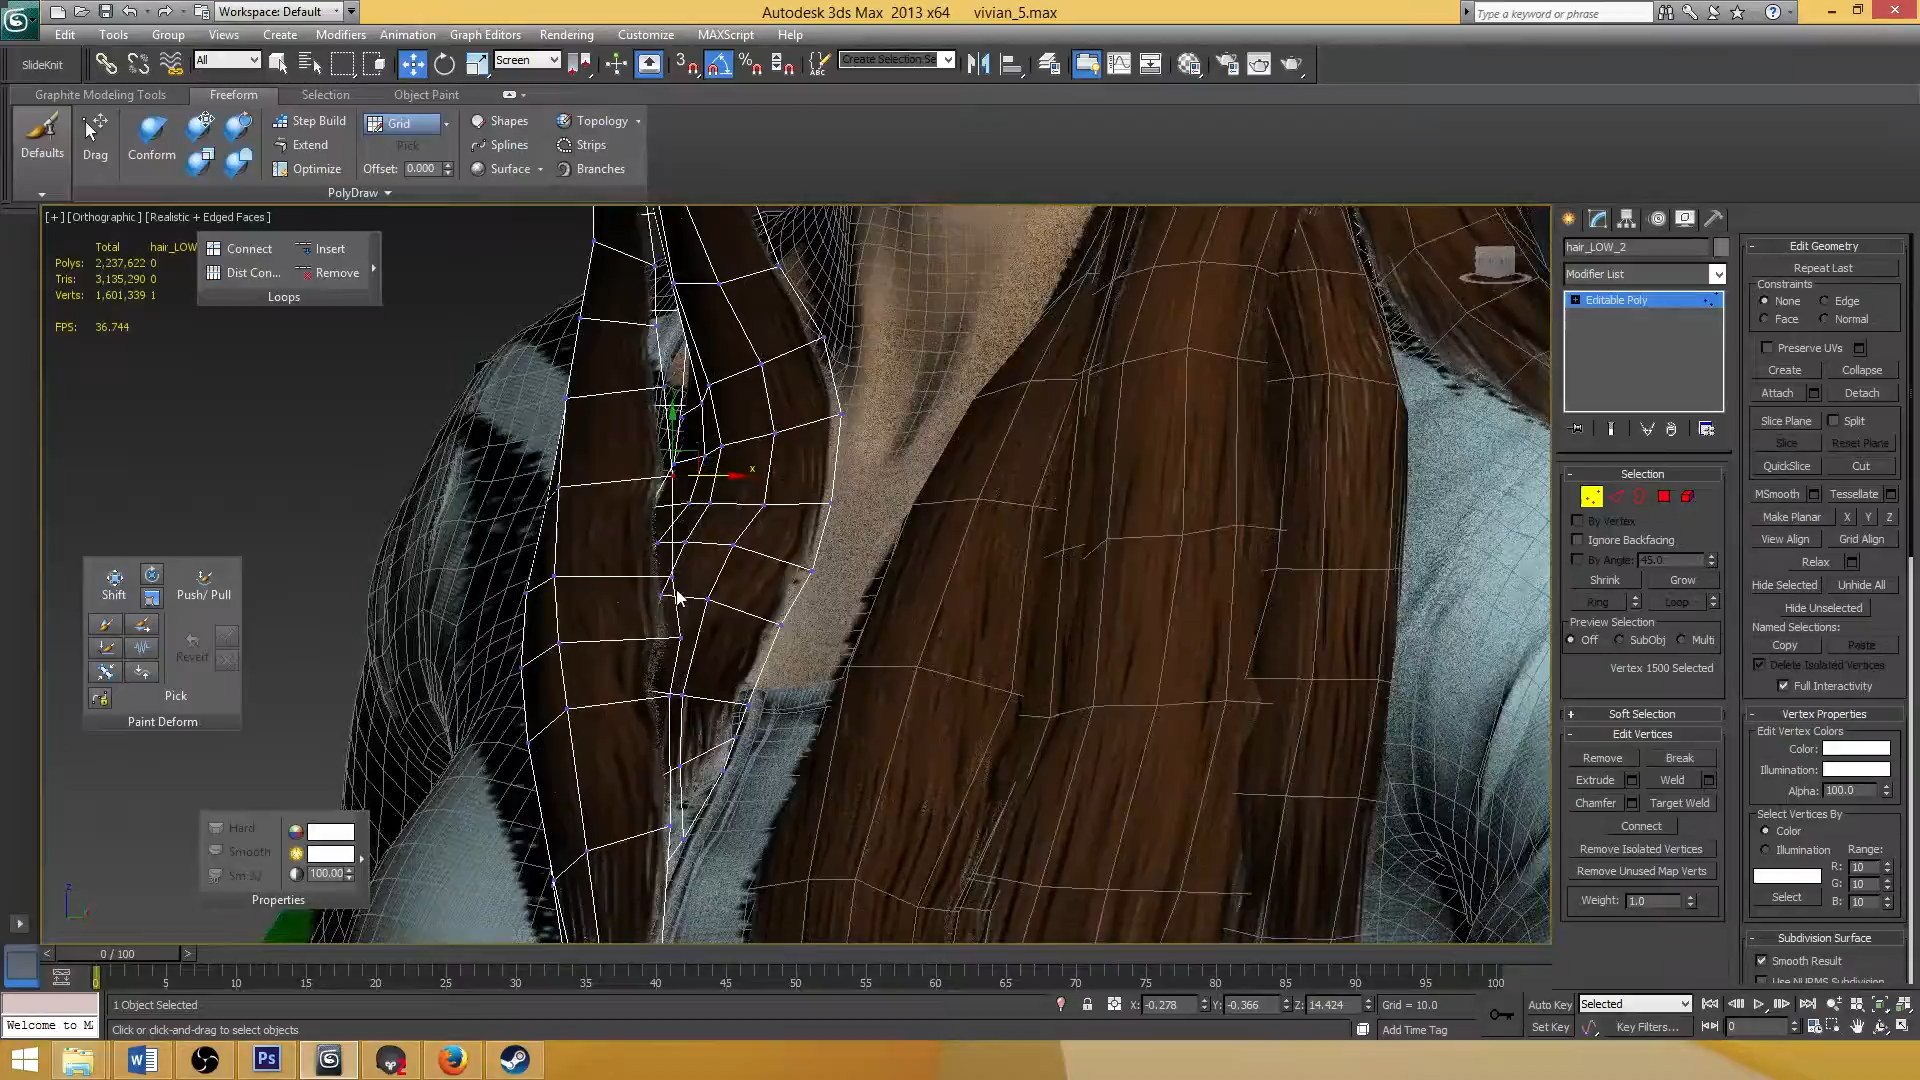 Workspace: Default
Autodesk 3ds Max 2013 x64 vivian_5.max
Type a keyword or phrase
Edit Tools Group Views Create Modifiers Animation Graph Editors Rendering Customize MAXScript Help
SlideKnit All Screen 3 Create Selection Se
Graphite Modeling Tools Freeform Selection Object Paint
Defaults Drag Conform
Step Build
Extend
Optimize
Grid
Pick
Offset: 0.000
Shapes Topology
Splines Strips
Surface Branches
PolyDraw
[+] [Orthographic] [Realistic + Edged Faces]
Total hair_LOW
Polys: 2,237,622 0
Tris: 3,135,290 0
Verts: 1,601,339 1
FPS: 36.744
Connect Insert
Dist Con... Remove
Loops
Shift Push/ Pull
Revert
Pick
Paint Deform
Hard
Smooth
Sm 30 100.00
Properties
x
z
hair_LOW_2
Modifier List
Editable Poly
Selection
By Vertex
Ignore Backfacing
By Angle: 45.0
Shrink Grow
Ring Loop
Preview Selection
Off SubObj Multi
Vertex 1500 Selected
Soft Selection
Edit Vertices
Remove Break
Extrude Weld
Chamfer Target Weld
Connect
Remove Isolated Vertices
Remove Unused Map Verts
Weight: 1.0
Edit Geometry
Repeat Last
Constraints
None Edge
Face Normal
Preserve UVs
Create Collapse
Attach Detach
Slice Plane Split
Slice Reset Plane
QuickSlice Cut
MSmooth Tessellate
Make Planar X Y Z
View Align Grid Align
Relax
Hide Selected Unhide All
Hide Unselected
Named Selections:
Copy Paste
Delete Isolated Vertices
Full Interactivity
Vertex Properties
Edit Vertex Colors
Color:
Illumination:
Alpha: 100.0
Select Vertices By
Color
Illumination Range:
R: 10
G: 10
B: 10
Select
Subdivision Surface
Smooth Result
Use NURMS Subdivision
0 / 100
0 5 10 15 20 25 30 35 40 45 50 55 60 65 70 75 80 85 90 95 100
1 Object Selected X: -0.278 Y: -0.366 Z: 14.424 Grid = 10.0 Auto Key Selected
Welcome to Click or click-and-drag to select objects Add Time Tag Set Key Key Filters... 0